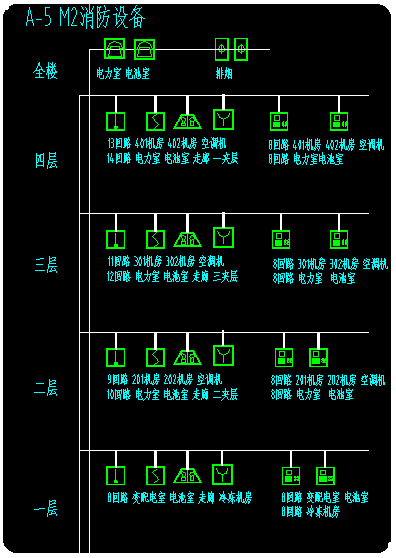 A-5 M2消防设备
全楼
电力室 电池室 排烟
四层
13回路 401机房 402机房 空调机
14回路 电力室 电池室 走廊 一夹层
8回路 401机房 402机房 空调机
8回路 电力室电池室
三层
11回路 301机房 302机房 空调机
12回路 电力室 电池室 走廊 三夹层
8回路 301机房 302机房 空调机
8回路 电力室 电池室
二层
9回路 201机房 202机房 空调机
10回路 电力室 电池室 走廊 二夹层
8回路 201机房 202机房 空调机
8回路 电力室 电池室
一层
8回路 变配电室 电池室 走廊 冷冻机房
8回路 变配电室 电池室
8回路 冷冻机房